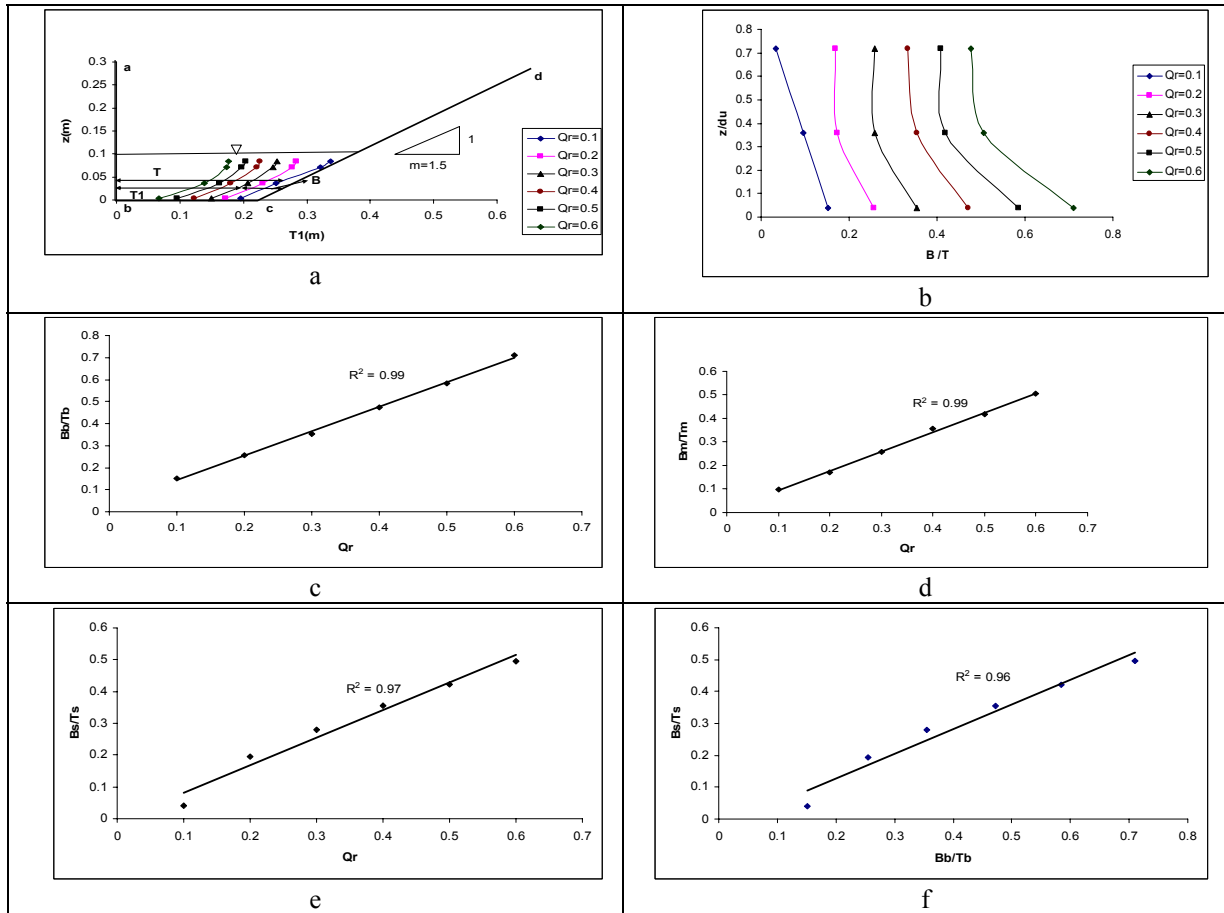 z(m)
0.3
0.25
0.2
0.15
0.1
0.05
0
a
d
1
m=1.5
T
B
T1
b
c
0
0.1
0.2
0.3
0.4
0.5
0.6
T1(m)
Qr=0.1
Qr=0.2
Qr=0.3
Qr=0.4
Qr=0.5
Qr=0.6
a
z/du
0.8
0.7
0.6
0.5
0.4
0.3
0.2
0.1
0
0
0.2
0.4
0.6
0.8
B/T
Qr=0.1
Qr=0.2
Qr=0.3
Qr=0.4
Qr=0.5
Qr=0.6
b
Bb/Tb
0.8
0.7
0.6
0.5
0.4
0.3
0.2
0.1
0
R² = 0.99
0
0.1
0.2
0.3
0.4
0.5
0.6
0.7
Qr
c
Bm/Tm
0.8
0.7
0.6
0.5
0.4
0.3
0.2
0.1
0
R² = 0.99
0
0.1
0.2
0.3
0.4
0.5
0.6
0.7
Qr
d
Bs/Ts
0.6
0.5
0.4
0.3
0.2
0.1
0
R² = 0.97
0
0.1
0.2
0.3
0.4
0.5
0.6
0.7
Qr
e
Bs/Ts
0.6
0.5
0.4
0.3
0.2
0.1
0
R² = 0.96
0
0.1
0.2
0.3
0.4
0.5
0.6
0.7
0.8
Bb/Tb
f